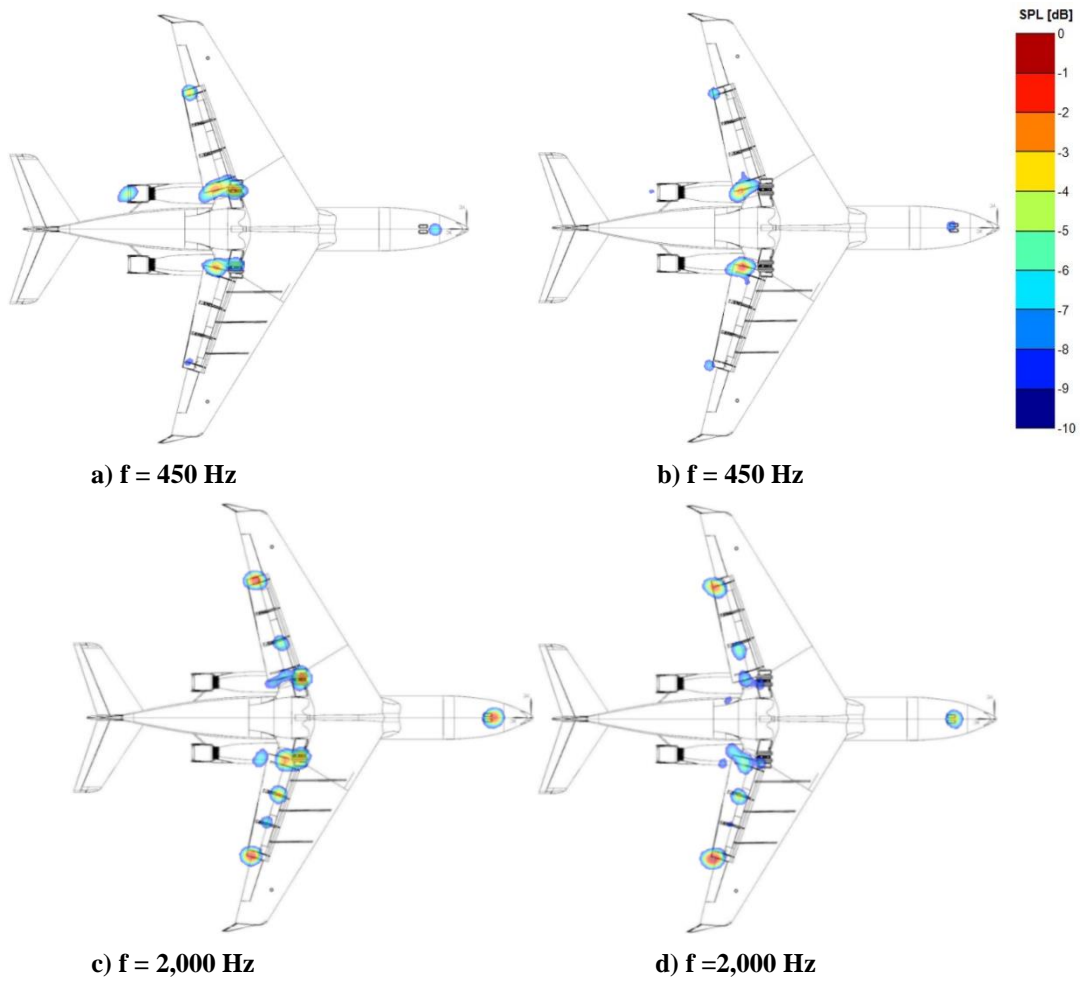 SPL [dB]
0
-1
-2
-3
-4
-5
-6
-7
-8
-9
-10
a) f = 450 Hz
b) f = 450 Hz
c) f = 2,000 Hz
d) f =2,000 Hz